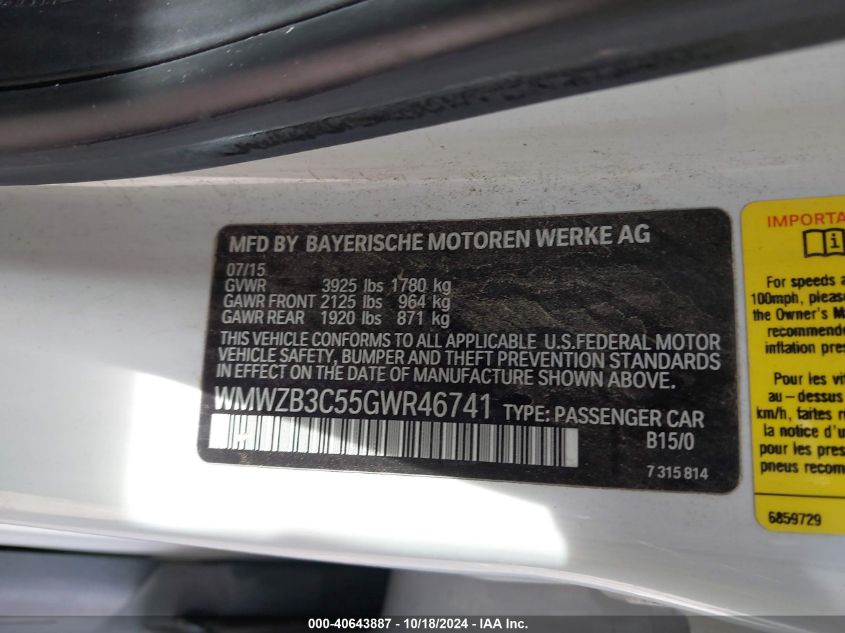 MFD BY BAYERISCHE MOTOREN WERKE AG
07/15
GVWR 3925 lbs 1780 kg
GAWR FRONT 2125 lbs 964 kg
GAWR REAR 1920 lbs 871 kg
THIS VEHICLE CONFORMS TO ALL APPLICABLE U.S.FEDERAL MOTOR
VEHICLE SAFETY, BUMPER AND THEFT PREVENTION STANDARDS
IN EFFECT ON THE DATE OF MANUFACTURE SHOWN ABOVE.
WMWZB3C55GWR46741 TYPE: PASSENGER CAR
B15/0
7 315 814
IMPORTA
For speeds a
100mph, please
the Owner's Ma
recommende
inflation pres
Pour les vit
au-dessus
km/h, faites r
la notice d'u
pour les pres
pneus recom
6859729
000-40643887 - 10/18/2024 - IAA, Inc.